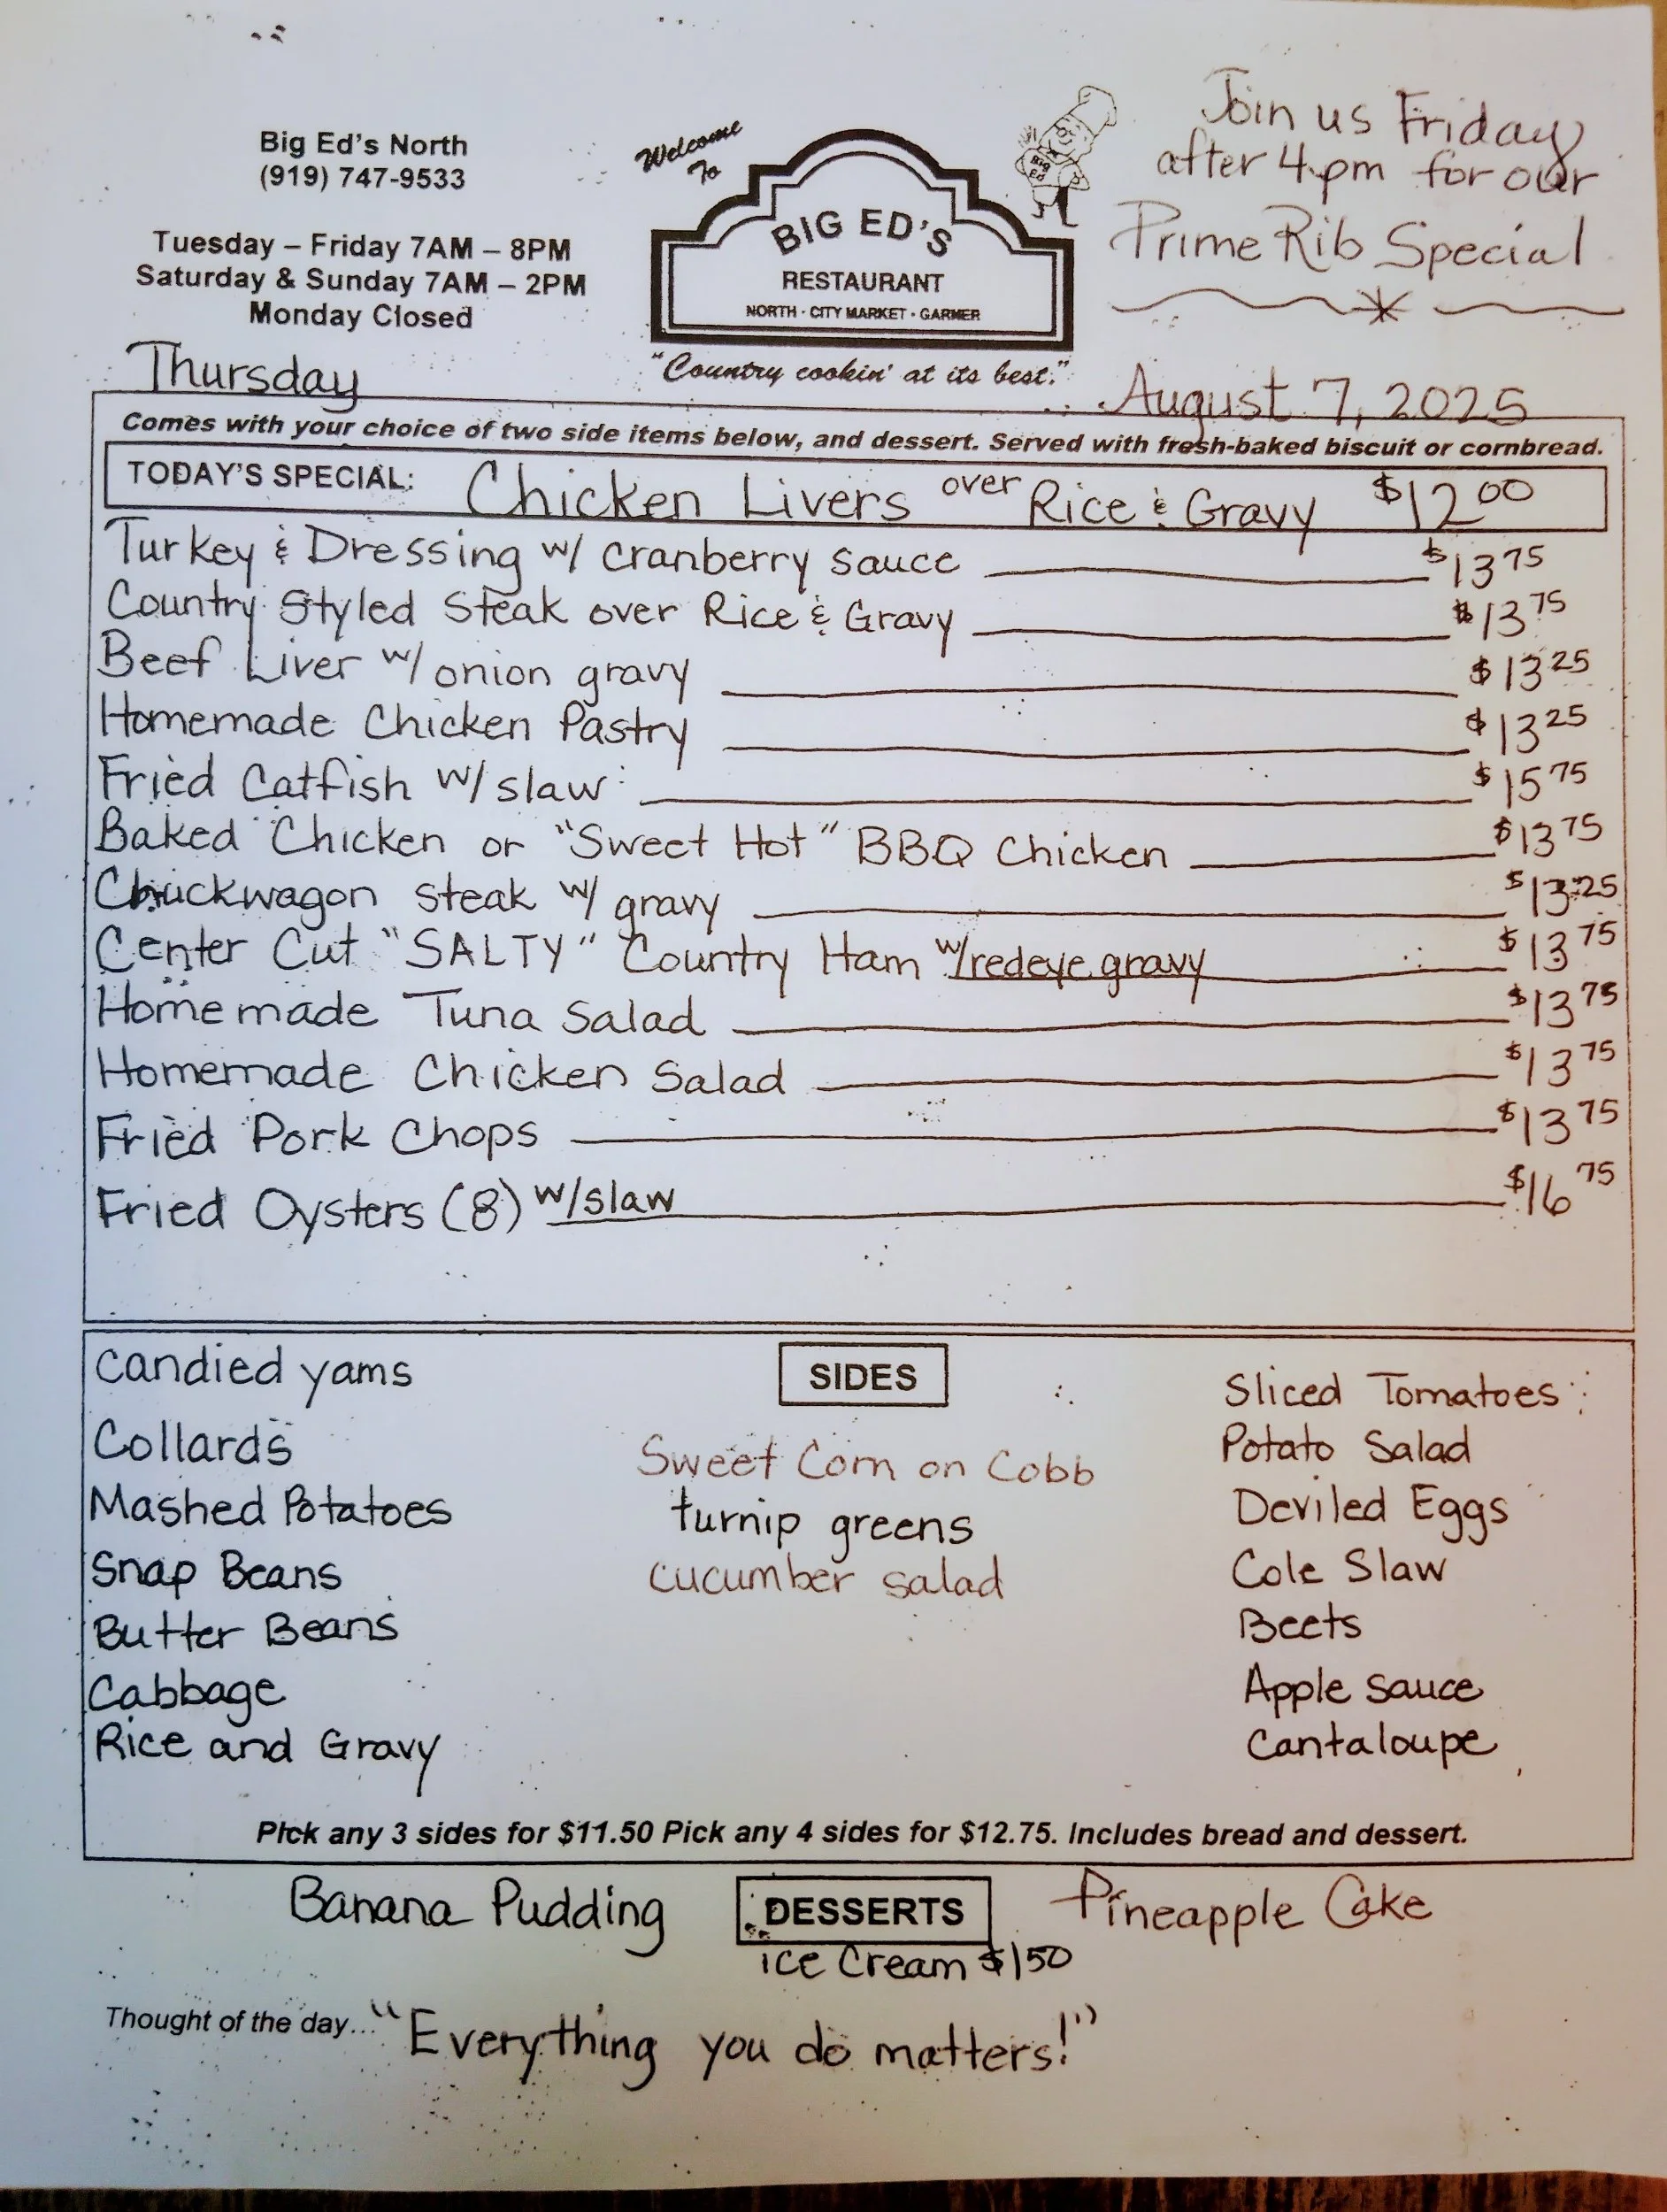 Big Ed's North
(919) 747-9533
Tuesday – Friday 7AM – 8PM
Saturday & Sunday 7AM – 2PM
Monday Closed
Welcome
To
BIG ED'S
RESTAURANT
NORTH · CITY MARKET · GARNER
"Country cookin' at its best."
Big
Ed
Join us Friday
after 4pm for our
Prime Rib Special
Thursday
August 7, 2025
Comes with your choice of two side items below, and dessert. Served with fresh-baked biscuit or cornbread.
TODAY'S SPECIAL: Chicken Livers over Rice & Gravy $12 00
Turkey & Dressing w/ cranberry sauce $13 75
Country Styled Steak over Rice & Gravy $13 75
Beef Liver w/ onion gravy $13 25
Homemade Chicken Pastry $13 25
Fried Catfish w/ slaw $15 75
Baked Chicken or "Sweet Hot" BBQ Chicken $13 75
Chuckwagon steak w/ gravy $13 25
Center Cut "SALTY" Country Ham w/redeye gravy $13 75
Homemade Tuna Salad $13 75
Homemade Chicken Salad $13 75
Fried Pork Chops $13 75
Fried Oysters (8) w/slaw $16 75
SIDES
Candied yams
Collards
Mashed Potatoes
Snap Beans
Butter Beans
Cabbage
Rice and Gravy
Sweet Corn on Cobb
turnip greens
cucumber salad
Sliced Tomatoes
Potato Salad
Deviled Eggs
Cole Slaw
Beets
Apple Sauce
Cantaloupe
Pick any 3 sides for $11.50 Pick any 4 sides for $12.75. Includes bread and dessert.
Banana Pudding
DESSERTS
Pineapple Cake
ice Cream $1 50
Thought of the day... "Everything you do matters!"